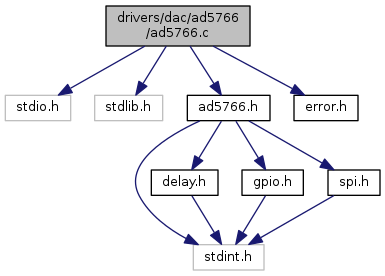 drivers/dac/ad5766
/ad5766.c
stdio.h
stdlib.h
ad5766.h
error.h
delay.h
gpio.h
spi.h
stdint.h